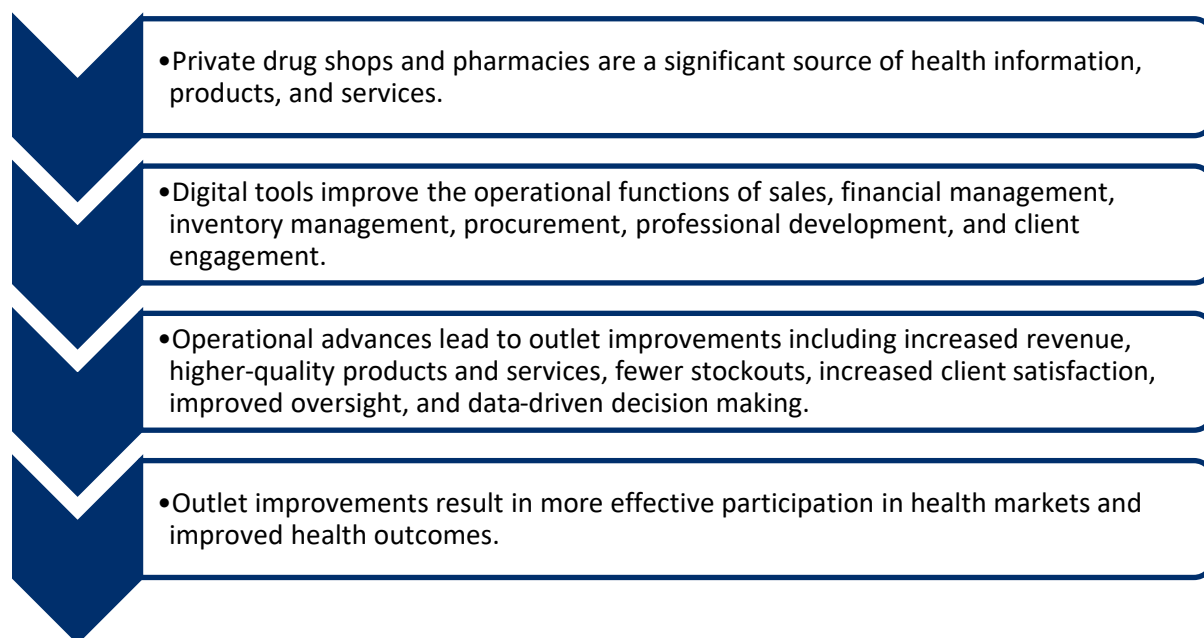 •Private drug shops and pharmacies are a significant source of health information,
products, and services.
•Digital tools improve the operational functions of sales, financial management,
inventory management, procurement, professional development, and client
engagement.
•Operational advances lead to outlet improvements including increased revenue,
higher-quality products and services, fewer stockouts, increased client satisfaction,
improved oversight, and data-driven decision making.
•Outlet improvements result in more effective participation in health markets and
improved health outcomes.